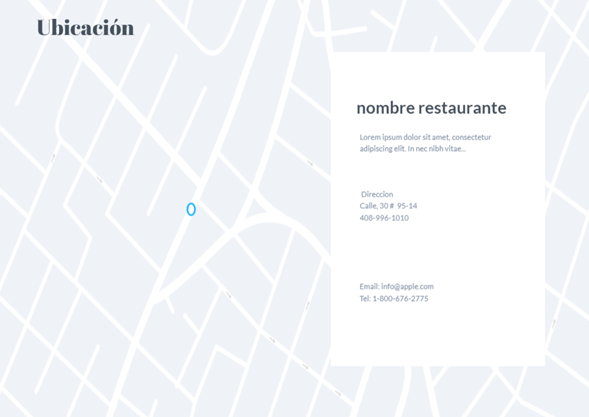 Ubicación
nombre restaurante
Lorem ipsum dolor sit amet, consectetur
adipiscing elit. In nec nibh vitae...
Direccion
Calle, 30 # 95-14
408-996-1010
0
Email: info@apple.com
Tel: 1-800-676-2775